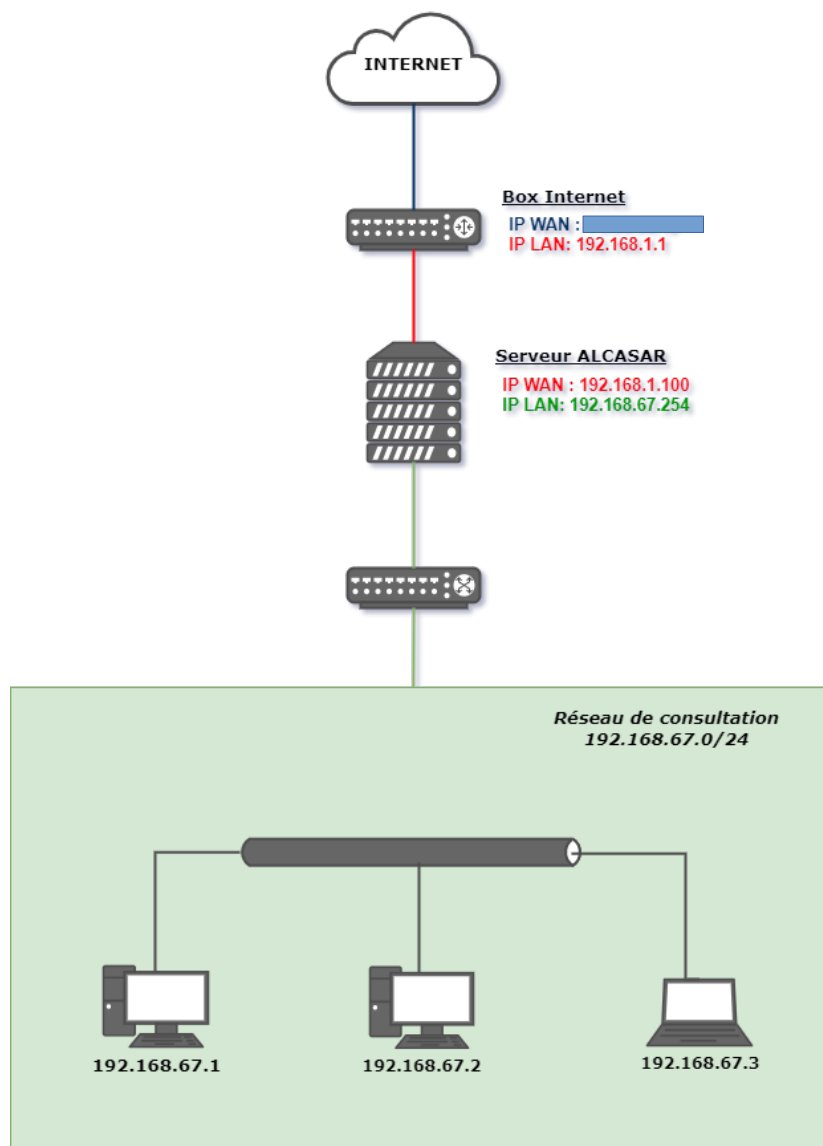 INTERNET
Box Internet
IP WAN :
IP LAN: 192.168.1.1
Serveur ALCASAR
IP WAN : 192.168.1.100
IP LAN: 192.168.67.254
Réseau de consultation
192.168.67.0/24
192.168.67.1
192.168.67.2
192.168.67.3